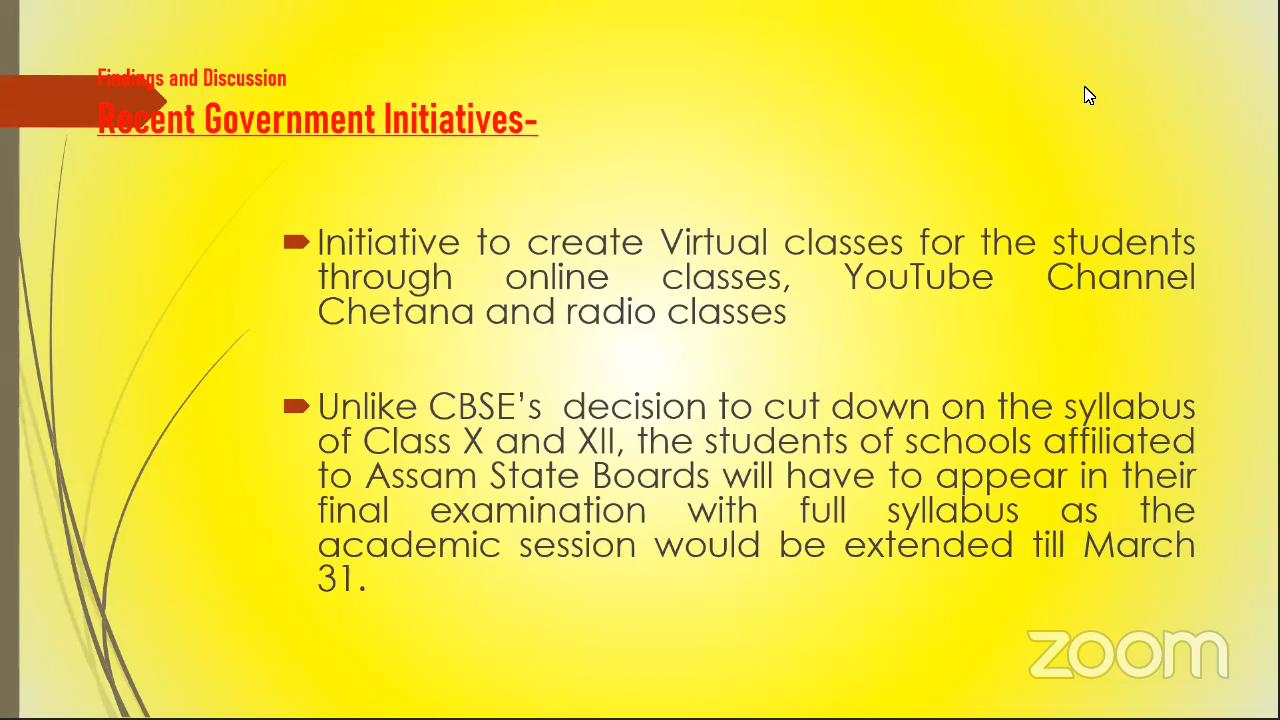 Findings and Discussion
Recent Government Initiatives-
Initiative to create Virtual classes for the students
through online classes, YouTube Channel
Chetana and radio classes
Unlike CBSE’s decision to cut down on the syllabus
of Class X and XII, the students of schools affiliated
to Assam State Boards will have to appear in their
final examination with full syllabus as the
academic session would be extended till March
31.
zoom